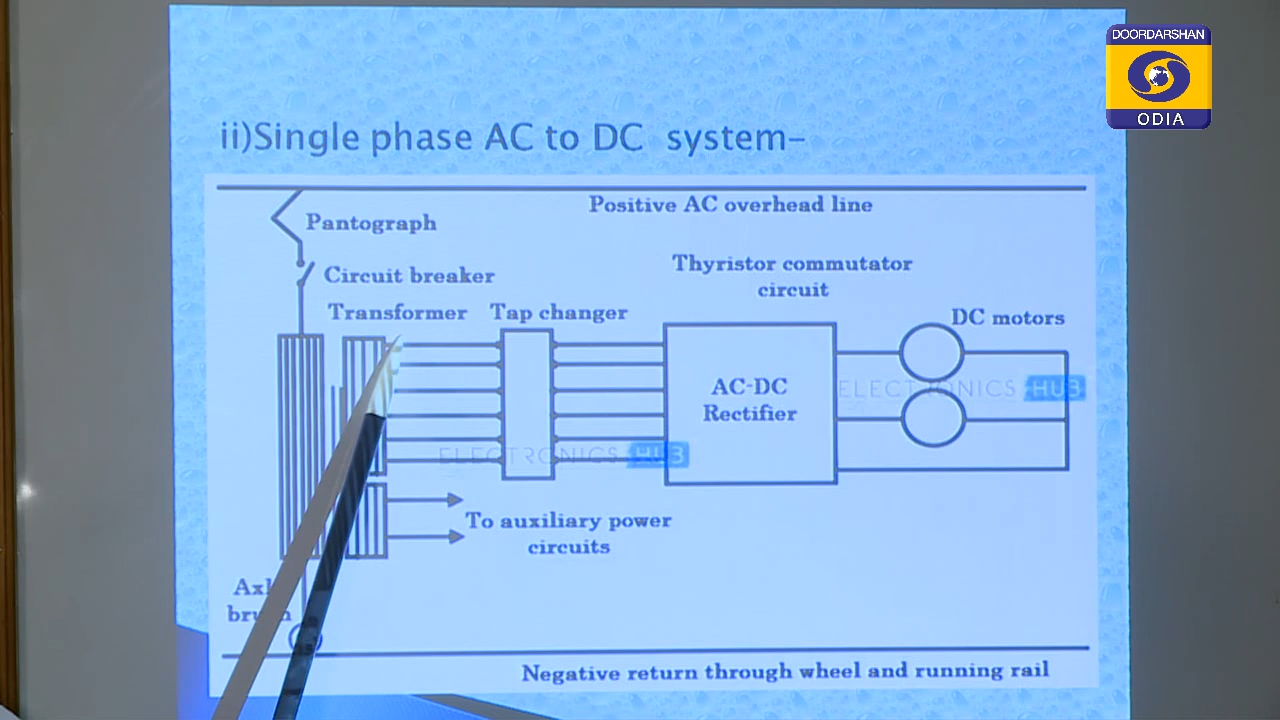 DOORDARSHAN
ODIA
ii)Single phase AC to DC system-
Positive AC overhead line
Pantograph
Circuit breaker
Thyristor commutator
circuit
Transformer
Tap changer
DC motors
AC-DC
Rectifier
ELECTRONICS HUB
ELECTRONICS HUB
To auxiliary power
circuits
Negative return through wheel and running rail